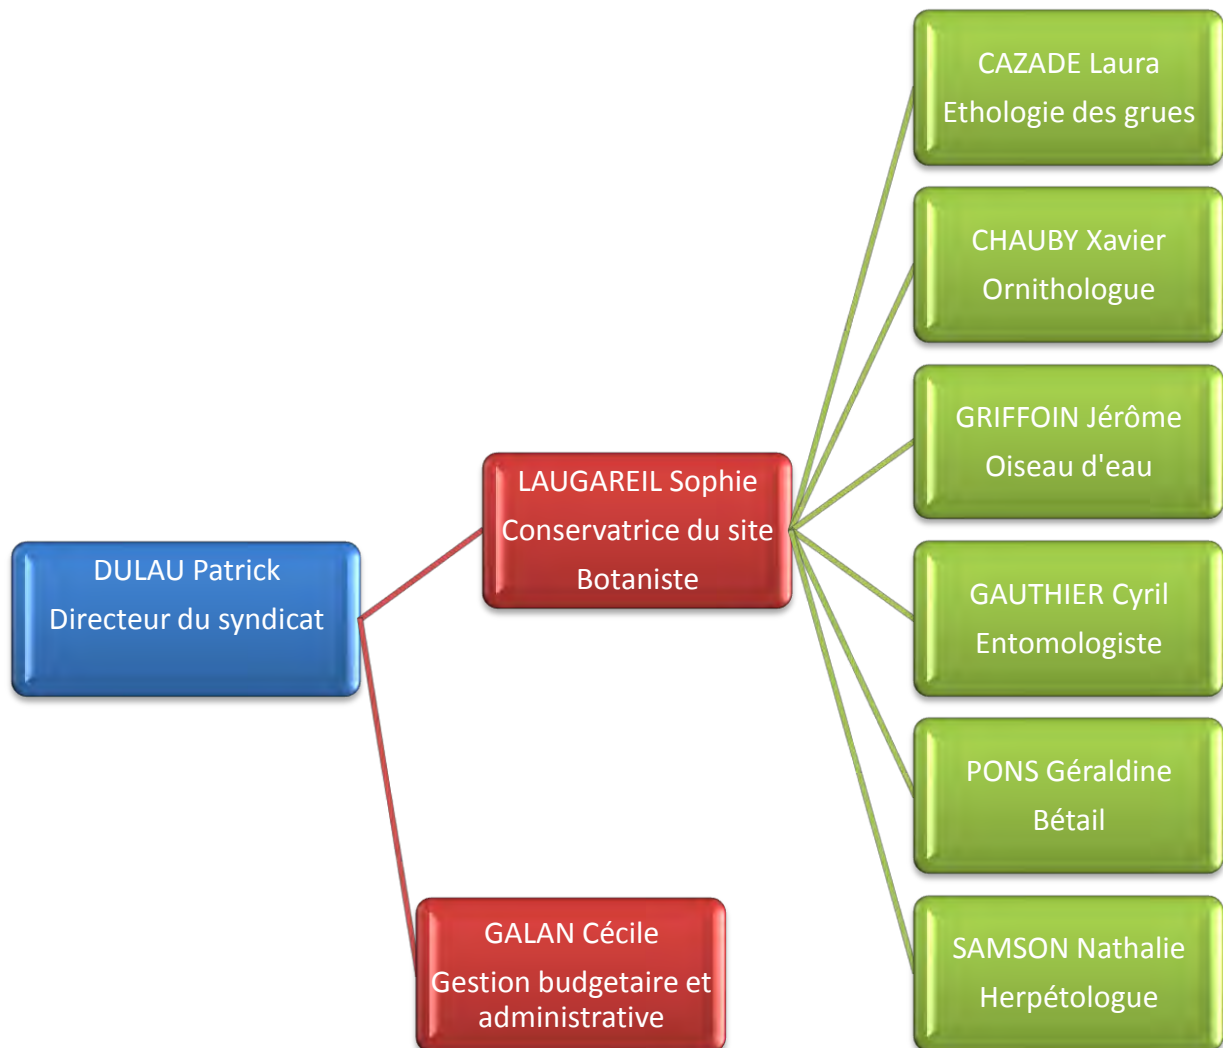 DULAU Patrick
Directeur du syndicat
LAUGAREIL Sophie
Conservatrice du site
Botaniste
GALAN Cécile
Gestion budgetaire et
administrative
CAZADE Laura
Ethologie des grues
CHAUBY Xavier
Ornithologue
GRIFFOIN Jérôme
Oiseau d'eau
GAUTHIER Cyril
Entomologiste
PONS Géraldine
Bétail
SAMSON Nathalie
Herpétologue